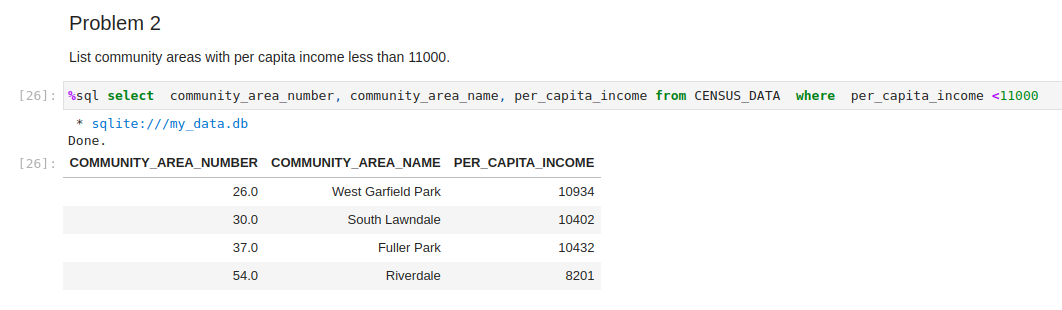 Problem 2
List community areas with per capita income less than 11000.
[26]: %sql select  community_area_number, community_area_name, per_capita_income from CENSUS_DATA  where  per_capita_income <11000
* sqlite:///my_data.db
Done.
[26]: COMMUNITY_AREA_NUMBER COMMUNITY_AREA_NAME PER_CAPITA_INCOME
26.0 West Garfield Park 10934
30.0 South Lawndale 10402
37.0 Fuller Park 10432
54.0 Riverdale 8201